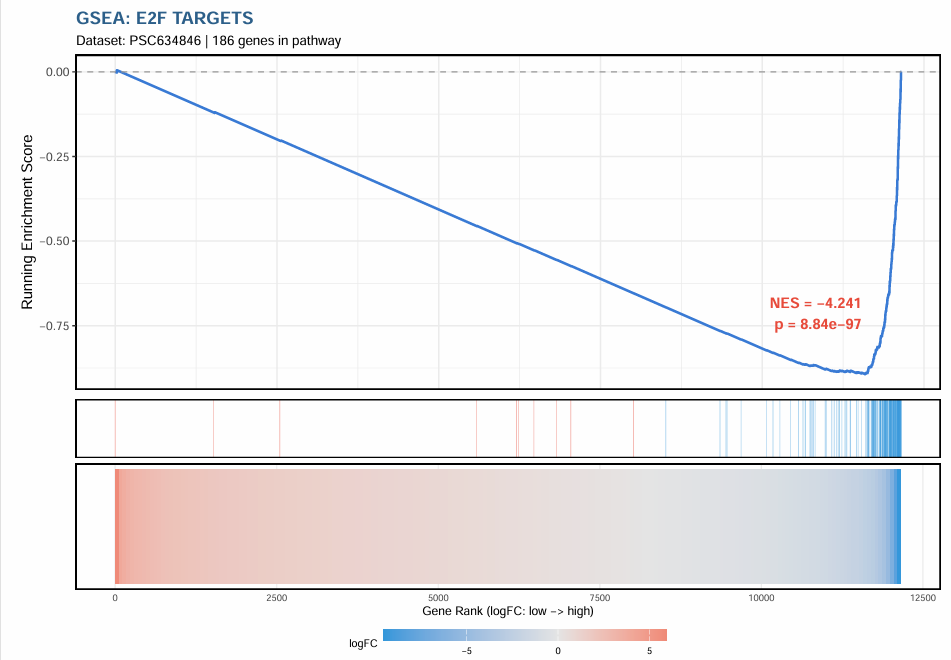 GSEA: E2F TARGETS
Dataset: PSC634846 | 186 genes in pathway
Running Enrichment Score
0.00
−0.25
−0.50
−0.75
NES = −4.241
p = 8.84e−97
0
2500
5000
7500
10000
12500
Gene Rank (logFC: low −> high)
logFC
−5
0
5